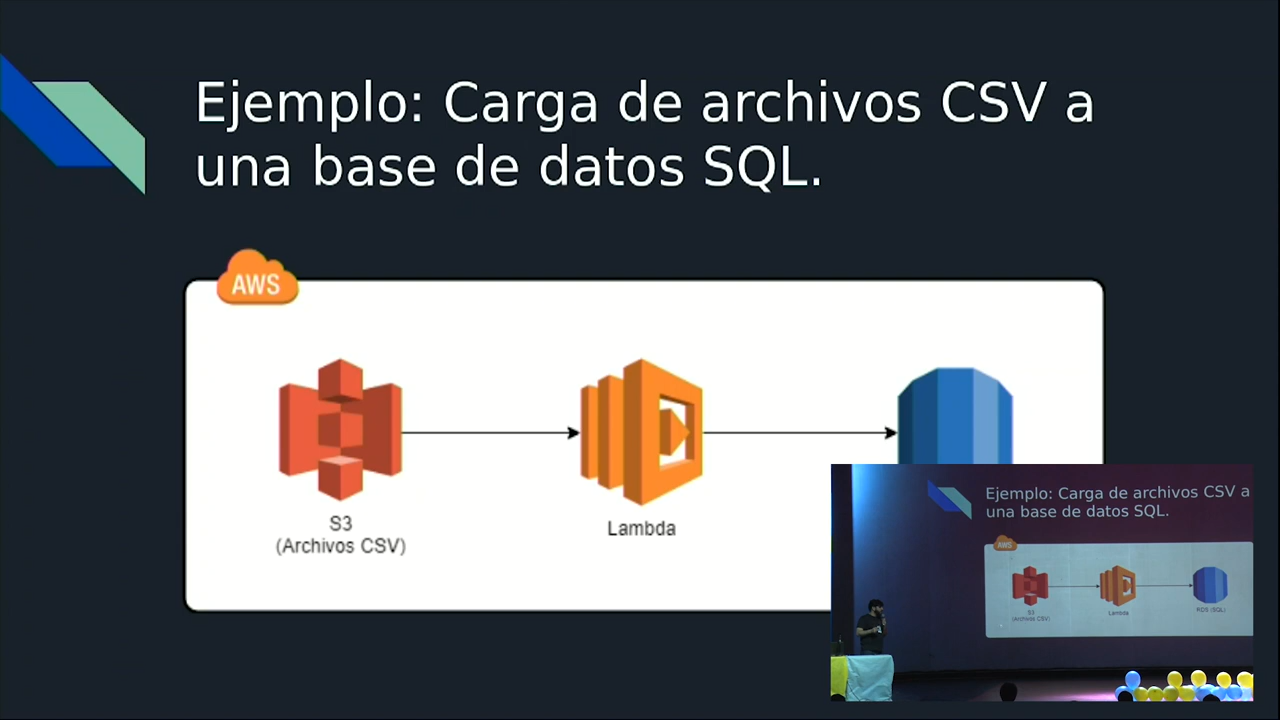 Ejemplo: Carga de archivos CSV a
una base de datos SQL.
AWS
S3
(Archivos CSV)
Lambda
Ejemplo: Carga de archivos CSV a
una base de datos SQL.
AWS
S3
(Archivos CSV)
Lambda
RDS (SQL)